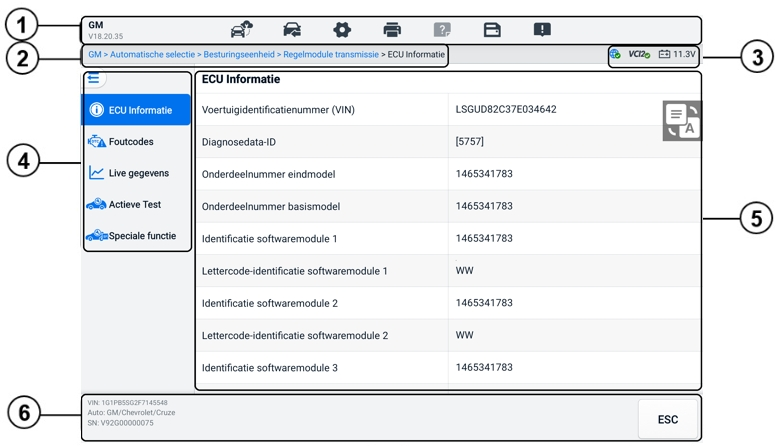 1
GM
V18.20.35
2
GM > Automatische selectie > Besturingseenheid > Regelmodule transmissie > ECU Informatie
VCI2 11.3V
3
4
ECU Informatie
Foutcodes
Live gegevens
Actieve Test
Speciale functie
ECU Informatie
Voertuigidentificatienummer (VIN) LSGUD82C37E034642
Diagnosedata-ID [5757]
Onderdeelnummer eindmodel 1465341783
Onderdeelnummer basismodel 1465341783
Identificatie softwaremodule 1 1465341783
Lettercode-identificatie softwaremodule 1 WW
Identificatie softwaremodule 2 1465341783
Lettercode-identificatie softwaremodule 2 WW
Identificatie softwaremodule 3 1465341783
A
5
6
VIN: 1G1PB5SG2F7145548
Auto: GM/Chevrolet/Cruze
SN: V92G00000075
ESC